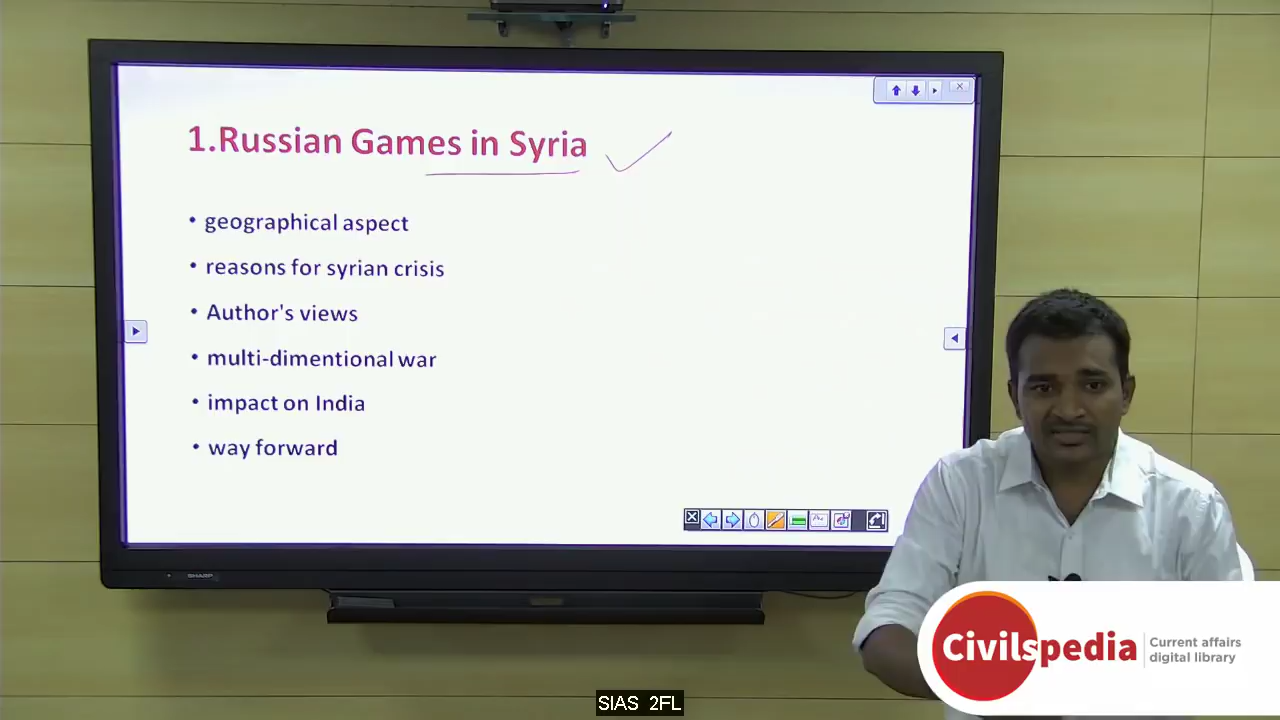 1.Russian Games in Syria
• geographical aspect
• reasons for syrian crisis
• Author's views
• multi-dimentional war
• impact on India
• way forward
SHARP
Civilspedia
Current affairs
digital library
SIAS 2FL